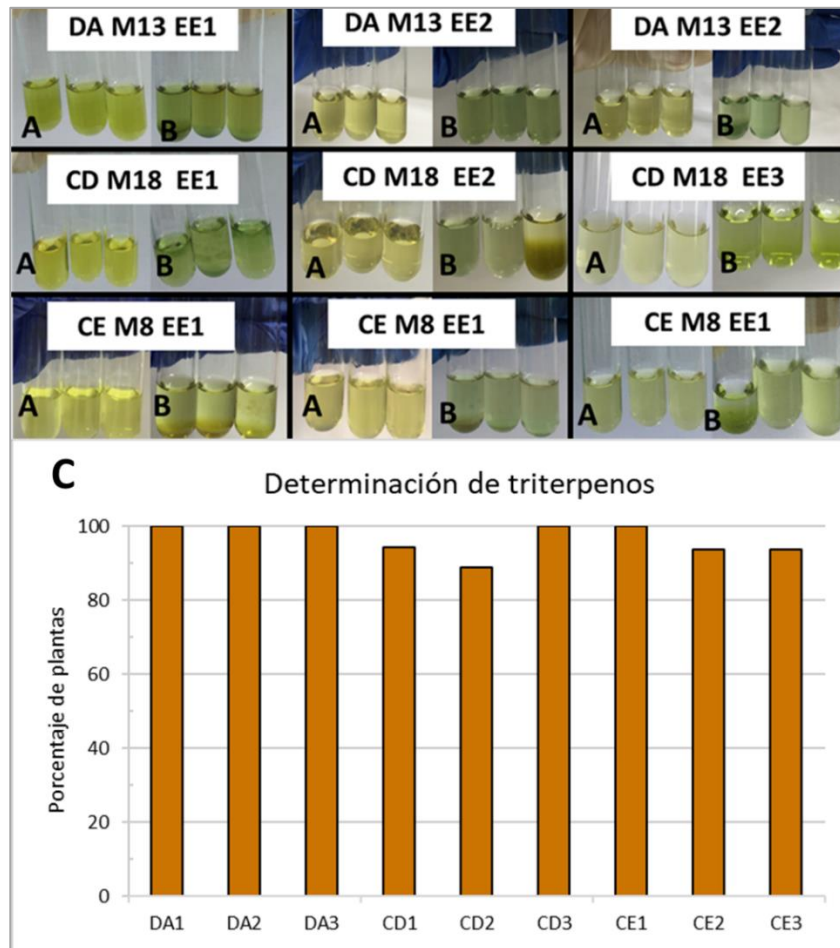 DA M13 EE1
DA M13 EE2
DA M13 EE2
A
B
A
B
A
B
CD M18 EE1
CD M18 EE2
CD M18 EE3
A
B
A
B
A
B
CE M8 EE1
CE M8 EE1
CE M8 EE1
A
B
A
B
A
B
C
Determinación de triterpenos
Porcentaje de plantas
100
80
60
40
20
0
DA1 DA2 DA3 CD1 CD2 CD3 CE1 CE2 CE3